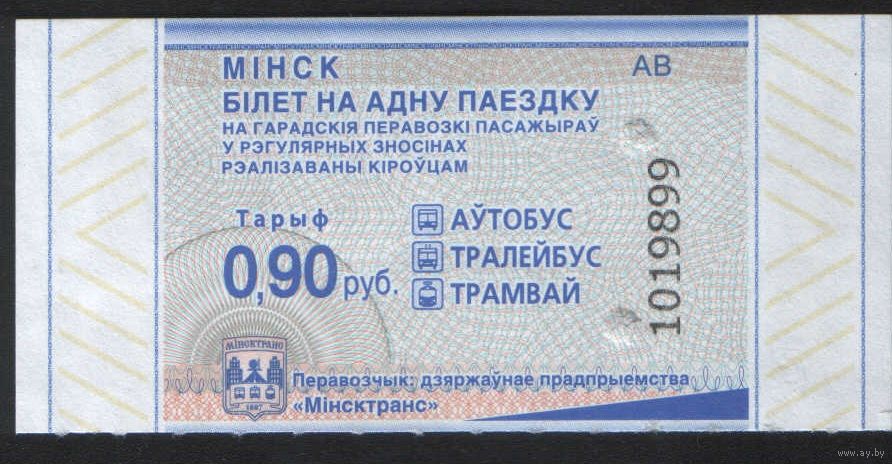 МІНСК
АВ
БІЛЕТ НА АДНУ ПАЕЗДКУ
НА ГАРАДСКІЯ ПЕРАВОЗКІ ПАСАЖЫРАЎ
У РЭГУЛЯРНЫХ ЗНОСІНАХ
РЭАЛІЗАВАНЫ КІРОЎЦАМ
Тарыф
0,90 руб.
АЎТОБУС
ТРАЛЕЙБУС
ТРАМВАЙ
1019899
МІНСКТРАНС
Перавозчык: дзяржаўнае прадпрыемства
«Мінсктранс»
www.ay.by